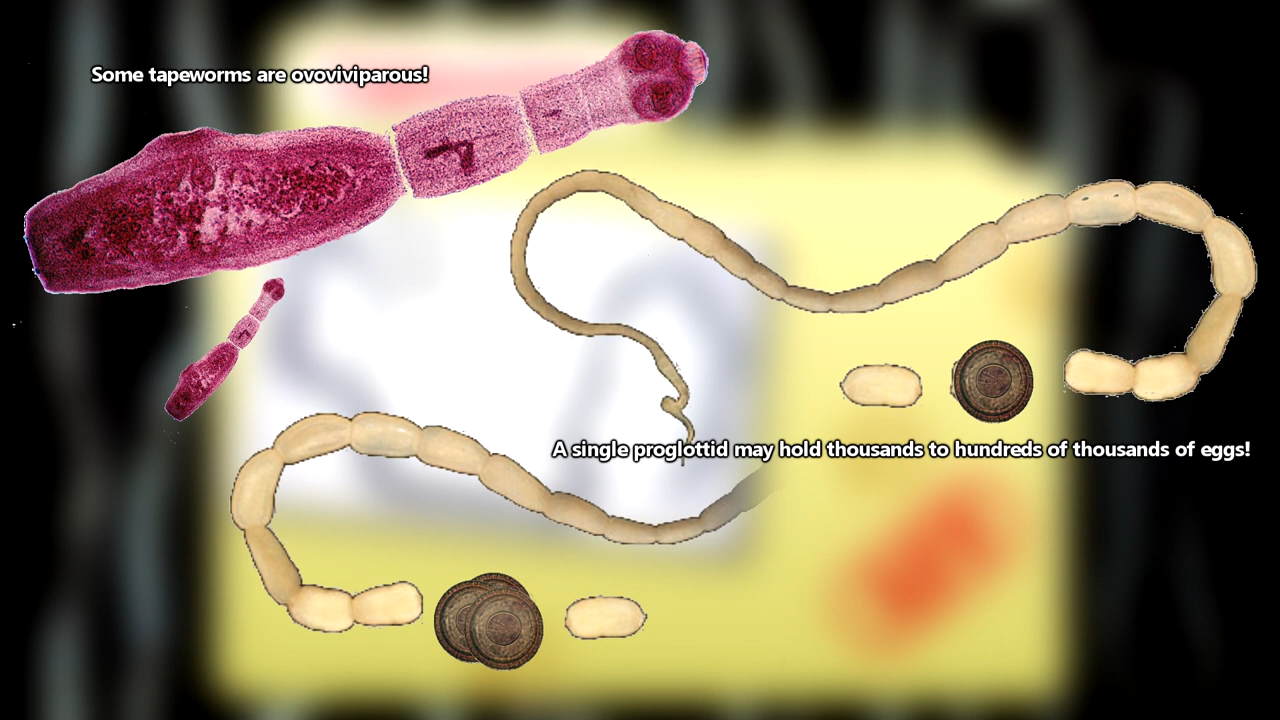 Some tapeworms are ovoviviparous!
A single proglottid may hold thousands to hundreds of thousands of eggs!